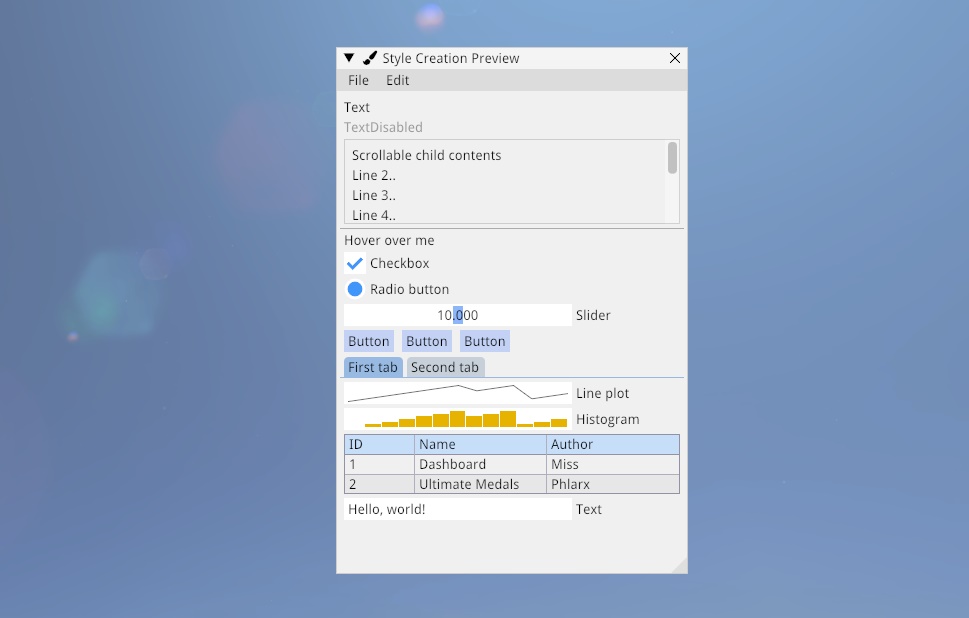 Style Creation Preview
File Edit
Text
TextDisabled
Scrollable child contents
Line 2..
Line 3..
Line 4..
Hover over me
Checkbox
Radio button
10.000 Slider
Button Button Button
First tab Second tab
Line plot
Histogram
ID Name Author
1 Dashboard Miss
2 Ultimate Medals Phlarx
Hello, world! Text